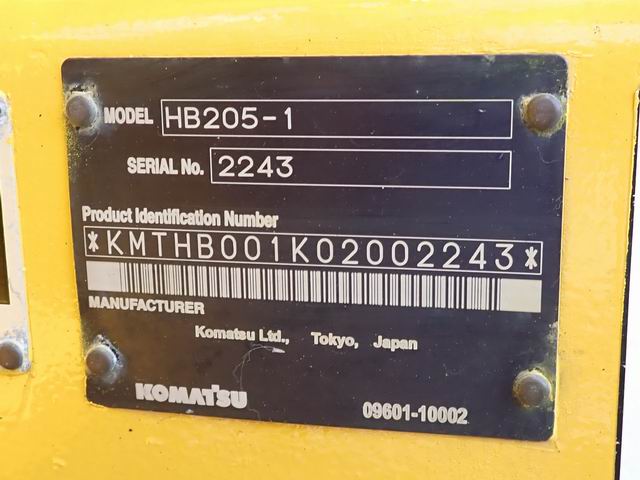 MODEL HB205-1
SERIAL No. 2243
Product Identification Number
*KMTHB001K02002243*
MANUFACTURER
Komatsu Ltd., Tokyo, Japan
KOMATSU
09601-10002